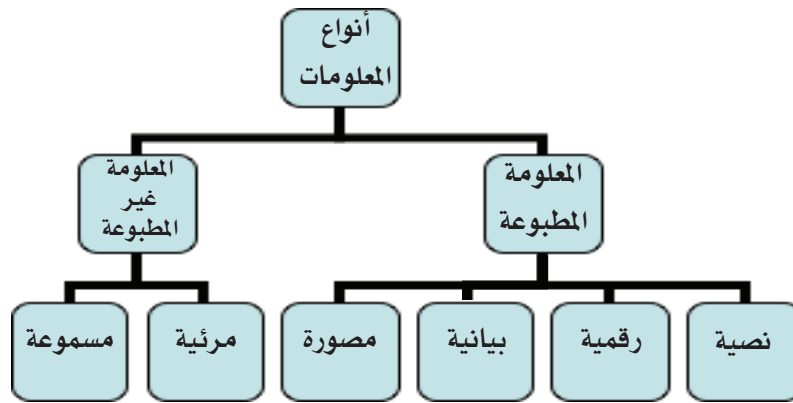 أنواع
المعلومات
المعلومة
المطبوعة
المعلومة
غير
المطبوعة
نصية
رقمية
بيانية
مصورة
مرئية
مسموعة